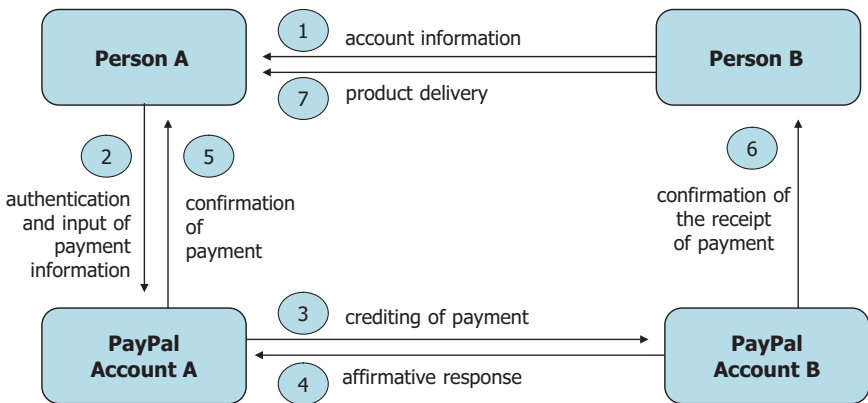 1
account information
Person A
Person B
7
product delivery
2
5
6
authentication
and input of
payment
information
confirmation
of
payment
confirmation of
the receipt
of payment
3
crediting of payment
PayPal
Account A
PayPal
Account B
4
affirmative response